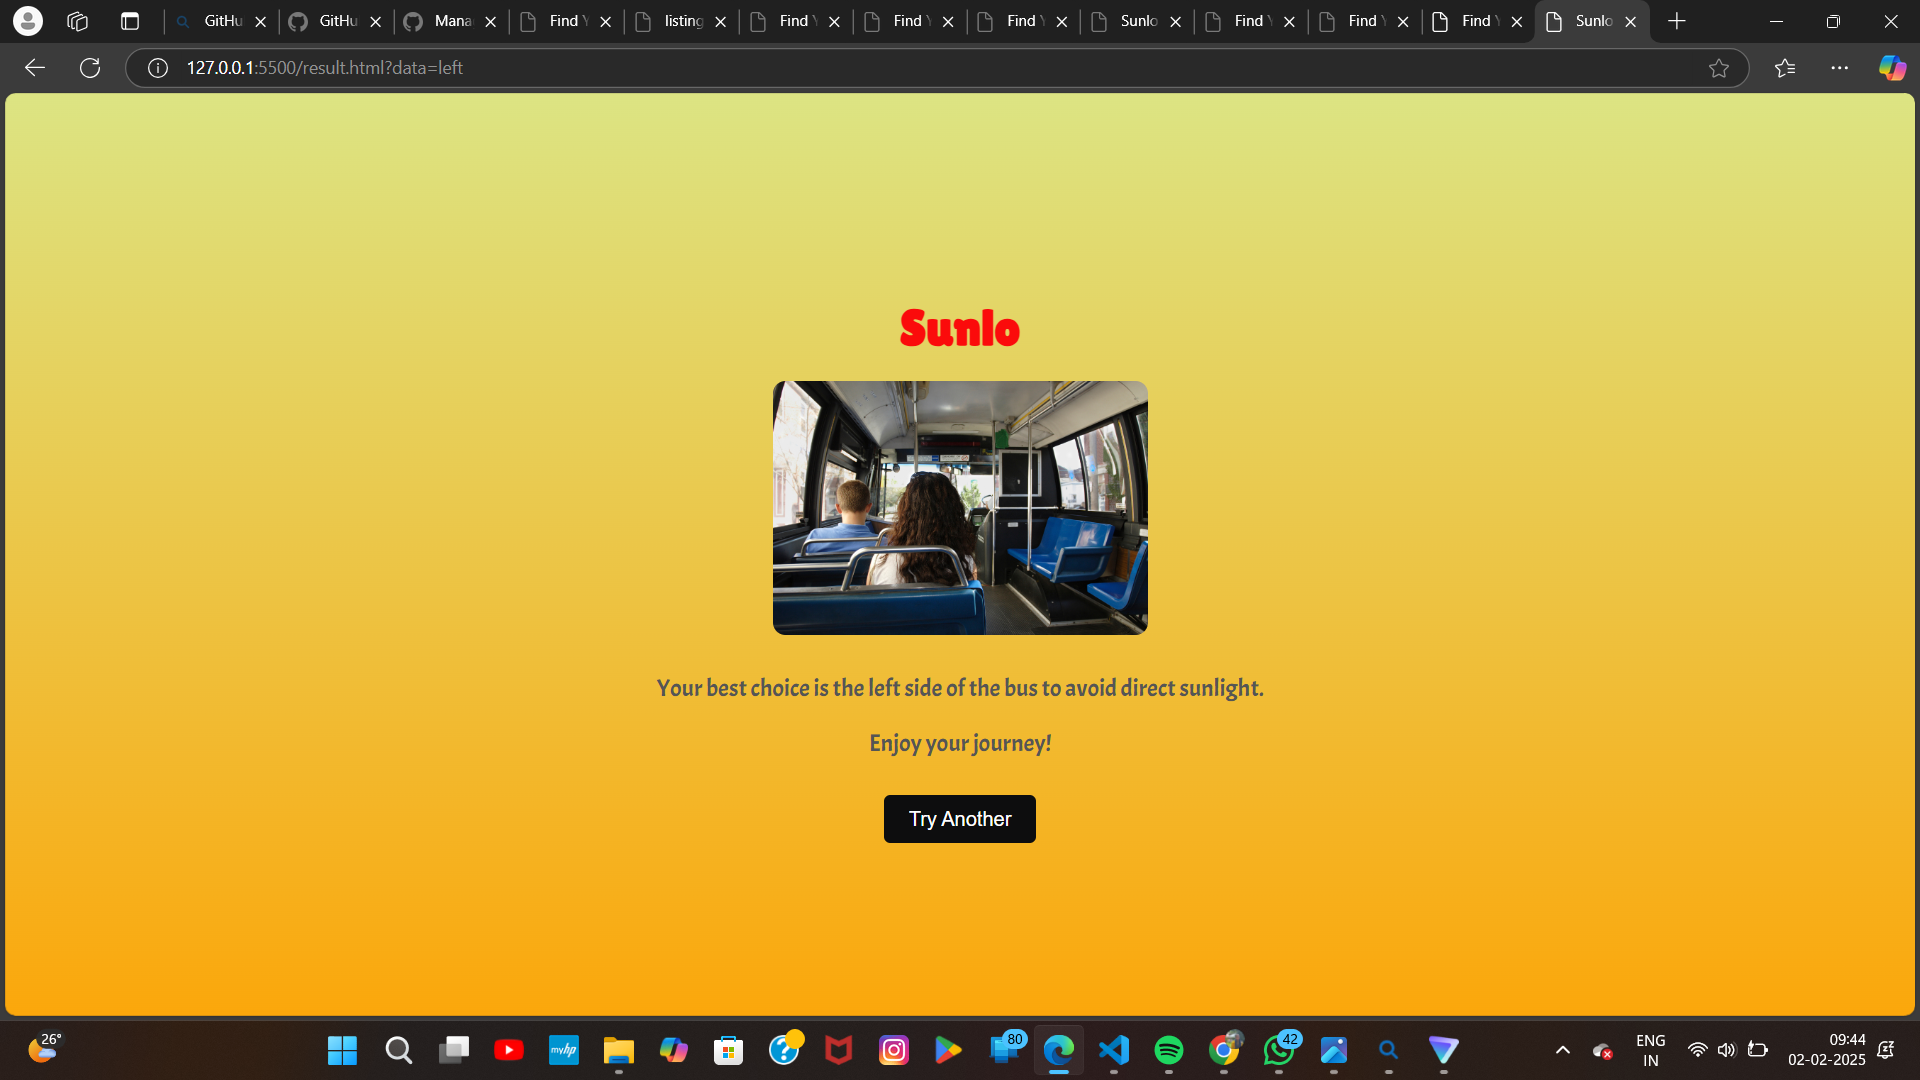 GitHu
GitHu
Mana
Find Y
listing
Find Y
Find Y
Find Y
Sunlo
Find Y
Find Y
Find Y
Sunlo
127.0.0.1:5500/result.html?data=left
Sunlo
Your best choice is the left side of the bus to avoid direct sunlight.
Enjoy your journey!
Try Another
26°
myhp
80
42
ENG
IN
09:44
02-02-2025